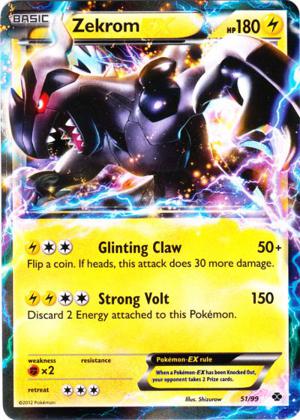 BASIC
Zekrom EX
HP180
Glinting Claw 50+
Flip a coin. If heads, this attack does 30 more damage.
Strong Volt 150
Discard 2 Energy attached to this Pokémon.
weakness resistance
×2
retreat
Pokémon-EX rule
When a Pokémon-EX has been Knocked Out,
your opponent takes 2 Prize cards.
©2012 Pokémon
Illus. Shizurow
51/99